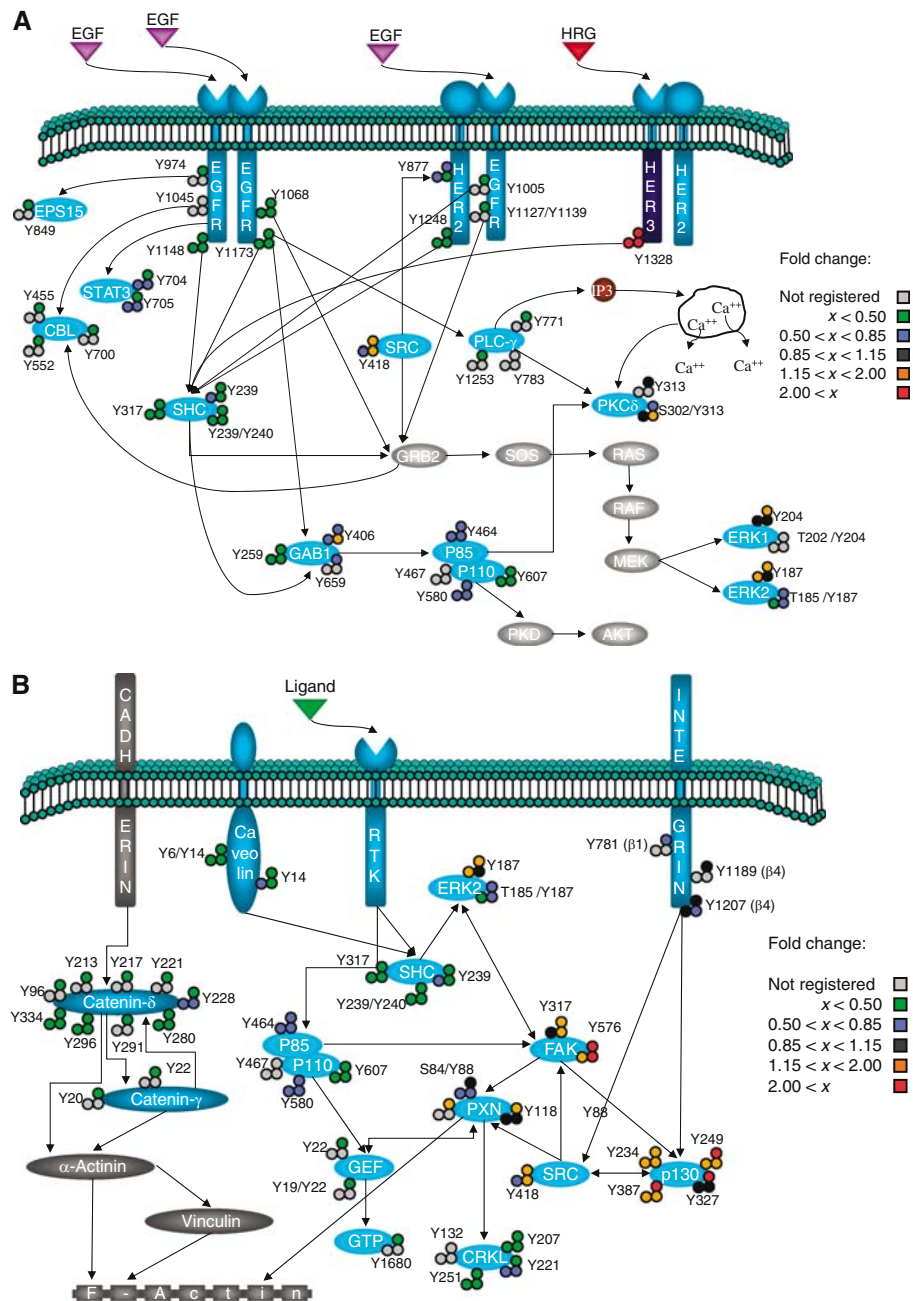 A
EGF
EGF
EGF
HRG
EGFR
EGFR
HER2
EGFR
HER3
HER2
Y974
Y1045
Y1148
Y1173
Y1068
Y877
Y1248
Y1005
Y1127/Y1139
Y1328
EPS15
Y849
STAT3
Y704
Y705
Y455
CBL
Y552
Y700
Y317
SHC
Y239
Y239/Y240
SRC
Y418
PLC-γ
Y771
Y1253
Y783
IP3
Ca++
Ca++
Ca++
Ca++
PKCδ
Y313
S302/Y313
GRB2
SOS
RAS
RAF
MEK
ERK1
Y204
T202 /Y204
ERK2
Y187
T185 /Y187
Y259
GAB1
Y406
Y659
Y464
P85
P110
Y467
Y580
Y607
PKD
AKT
Fold change:
Not registered
x < 0.50
0.50 < x < 0.85
0.85 < x < 1.15
1.15 < x < 2.00
2.00 < x
B
CADHERIN
Caveolin
Ligand
RTK
INTEGRIN
Y6/Y14
Y14
Y781 (β1)
Y1189 (β4)
Y1207 (β4)
ERK2
Y187
T185 /Y187
Y317
SHC
Y239
Y239/Y240
Y96
Y213
Y217
Y221
Y228
Catenin-δ
Y334
Y296
Y291
Y280
Y22
Y20
Catenin-γ
α-Actinin
Vinculin
F-Actin
Y464
P85
P110
Y467
Y580
Y607
Y22
GEF
Y19/Y22
GTP
Y1680
Y317
FAK
Y576
S84/Y88
PXN
Y118
Y88
SRC
Y418
Y234
Y249
p130
Y387
Y327
Y132
CRKL
Y207
Y221
Y251
Fold change:
Not registered
x < 0.50
0.50 < x < 0.85
0.85 < x < 1.15
1.15 < x < 2.00
2.00 < x